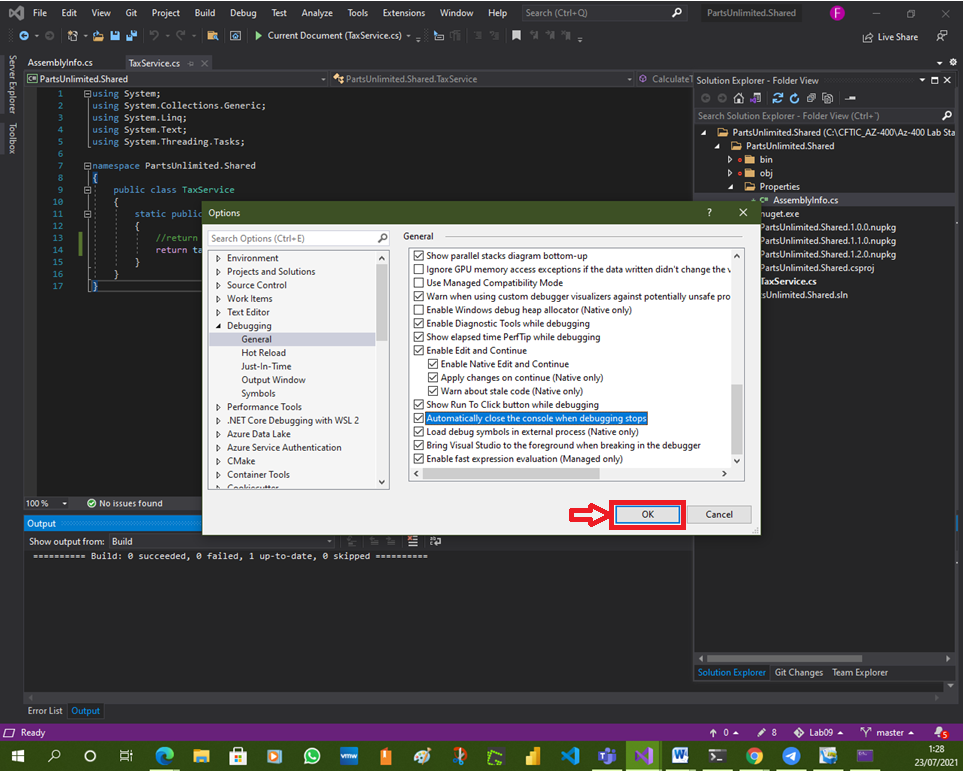 File Edit View Git Project Build Debug Test Analyze Tools Extensions Window Help Search (Ctrl+Q) PartsUnlimited.Shared F
Current Document (TaxService.cs) Live Share
Server Explorer
Toolbox
AssemblyInfo.cs TaxService.cs
PartsUnlimited.Shared PartsUnlimited.Shared.TaxService CalculateT
1 using System;
2 using System.Collections.Generic;
3 using System.Linq;
4 using System.Text;
5 using System.Threading.Tasks;
6
7 namespace PartsUnlimited.Shared
8 {
9 public class TaxService
10 {
11 static public
12 {
13 //return
14 return ta
15 }
16 }
17 }
100 % No issues found
Solution Explorer - Folder View
Search Solution Explorer - Folder View (Ctrl+´)
PartsUnlimited.Shared (C:\CFTIC_AZ-400\Az-400 Lab Sta
PartsUnlimited.Shared
bin
obj
Properties
AssemblyInfo.cs
nuget.exe
PartsUnlimited.Shared.1.0.0.nupkg
PartsUnlimited.Shared.1.1.0.nupkg
PartsUnlimited.Shared.1.2.0.nupkg
PartsUnlimited.Shared.csproj
TaxService.cs
tsUnlimited.Shared.sln
Solution Explorer Git Changes Team Explorer
Options ?
Search Options (Ctrl+E)
Environment
Projects and Solutions
Source Control
Work Items
Text Editor
Debugging
General
Hot Reload
Just-In-Time
Output Window
Symbols
Performance Tools
.NET Core Debugging with WSL 2
Azure Data Lake
Azure Service Authentication
CMake
Container Tools
Cookiecutter
General
Show parallel stacks diagram bottom-up
Ignore GPU memory access exceptions if the data written didn't change the v
Use Managed Compatibility Mode
Warn when using custom debugger visualizers against potentially unsafe pro
Enable Windows debug heap allocator (Native only)
Enable Diagnostic Tools while debugging
Show elapsed time PerfTip while debugging
Enable Edit and Continue
Enable Native Edit and Continue
Apply changes on continue (Native only)
Warn about stale code (Native only)
Show Run To Click button while debugging
Automatically close the console when debugging stops
Load debug symbols in external process (Native only)
Bring Visual Studio to the foreground when breaking in the debugger
Enable fast expression evaluation (Managed only)
OK Cancel
Output
Show output from: Build
========== Build: 0 succeeded, 0 failed, 1 up-to-date, 0 skipped ==========
Error List Output
Ready 0 8 Lab09 master 5
vmw
1:28
23/07/2021